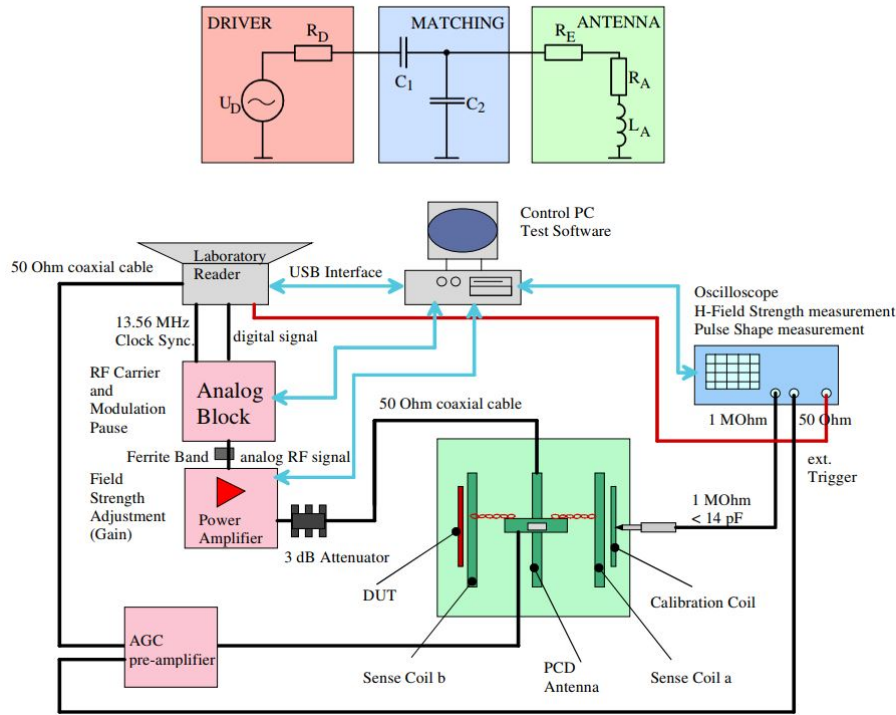 DRIVER
MATCHING
ANTENNA
R_D
C_1
R_E
U_D
C_2
R_A
L_A
Control PC
Test Software
50 Ohm coaxial cable
Laboratory
Reader
USB Interface
Oscilloscope
H-Field Strength measurement
Pulse Shape measurement
13.56 MHz
Clock Sync.
digital signal
RF Carrier
and
Modulation
Pause
Analog
Block
50 Ohm coaxial cable
1 MOhm
50 Ohm
ext.
Trigger
Ferrite Band
analog RF signal
Field
Strength
Adjustment
(Gain)
Power
Amplifier
3 dB Attenuator
1 MOhm
< 14 pF
DUT
Calibration Coil
AGC
pre-amplifier
Sense Coil b
PCD
Antenna
Sense Coil a